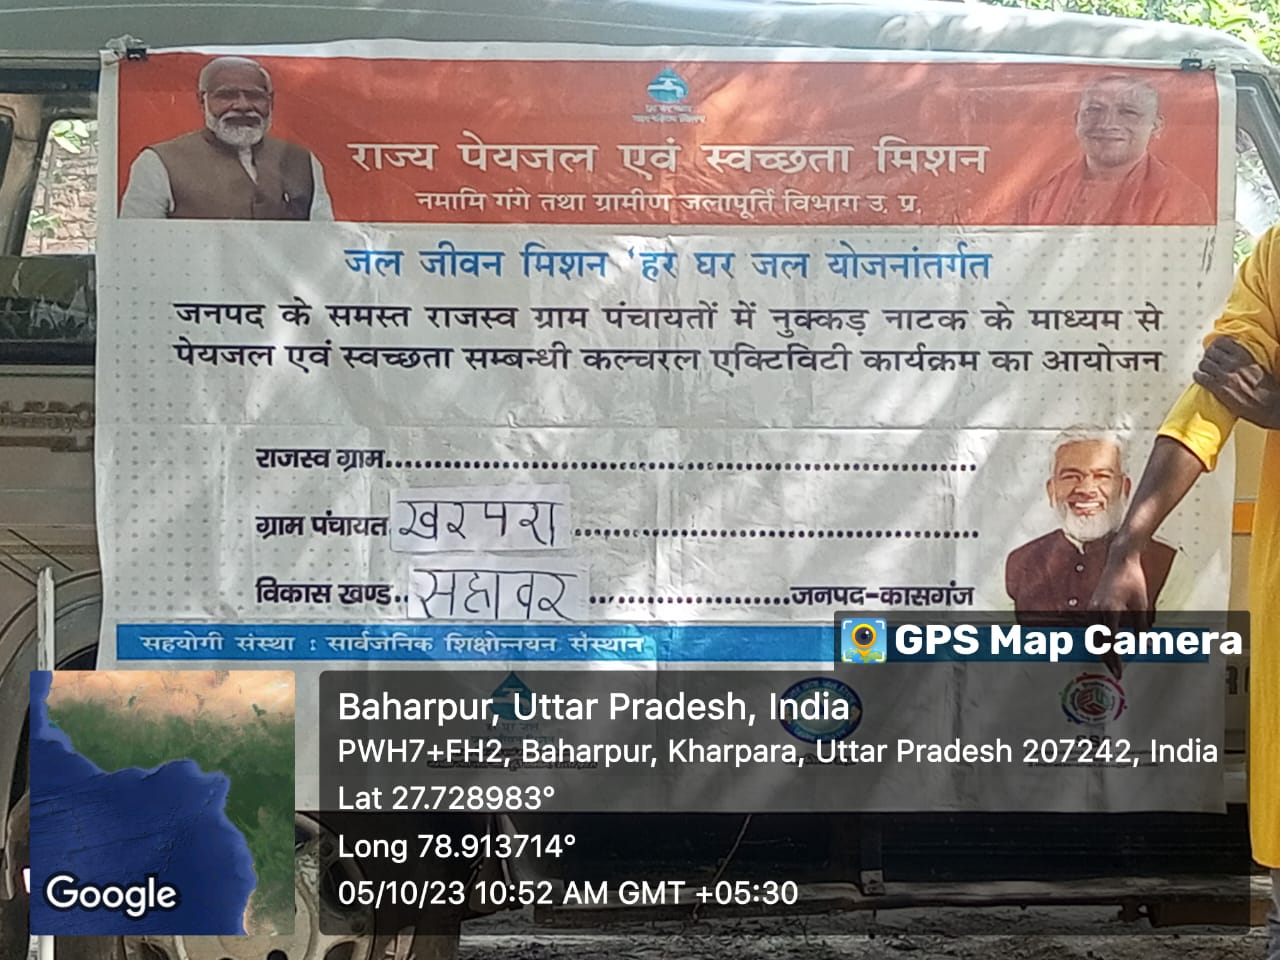 राज्य पेयजल एवं स्वच्छता मिशन
नमामि गंगे तथा ग्रामीण जलापूर्ति विभाग उ. प्र.
जल जीवन मिशन 'हर घर जल योजनांतर्गत
जनपद के समस्त राजस्व ग्राम पंचायतों में नुक्कड़ नाटक के माध्यम से
पेयजल एवं स्वच्छता सम्बन्धी कल्चरल एक्टिविटी कार्यक्रम का आयोजन
राजस्व ग्राम
ग्राम पंचायत खरपरा
विकास खण्ड सहावर जनपद-कासगंज
सहयोगी संस्था : सार्वजनिक शिक्षोन्नयन संस्थान
GPS Map Camera
Baharpur, Uttar Pradesh, India
PWH7+FH2, Baharpur, Kharpara, Uttar Pradesh 207242, India
Lat 27.728983°
Long 78.913714°
05/10/23 10:52 AM GMT +05:30
Google